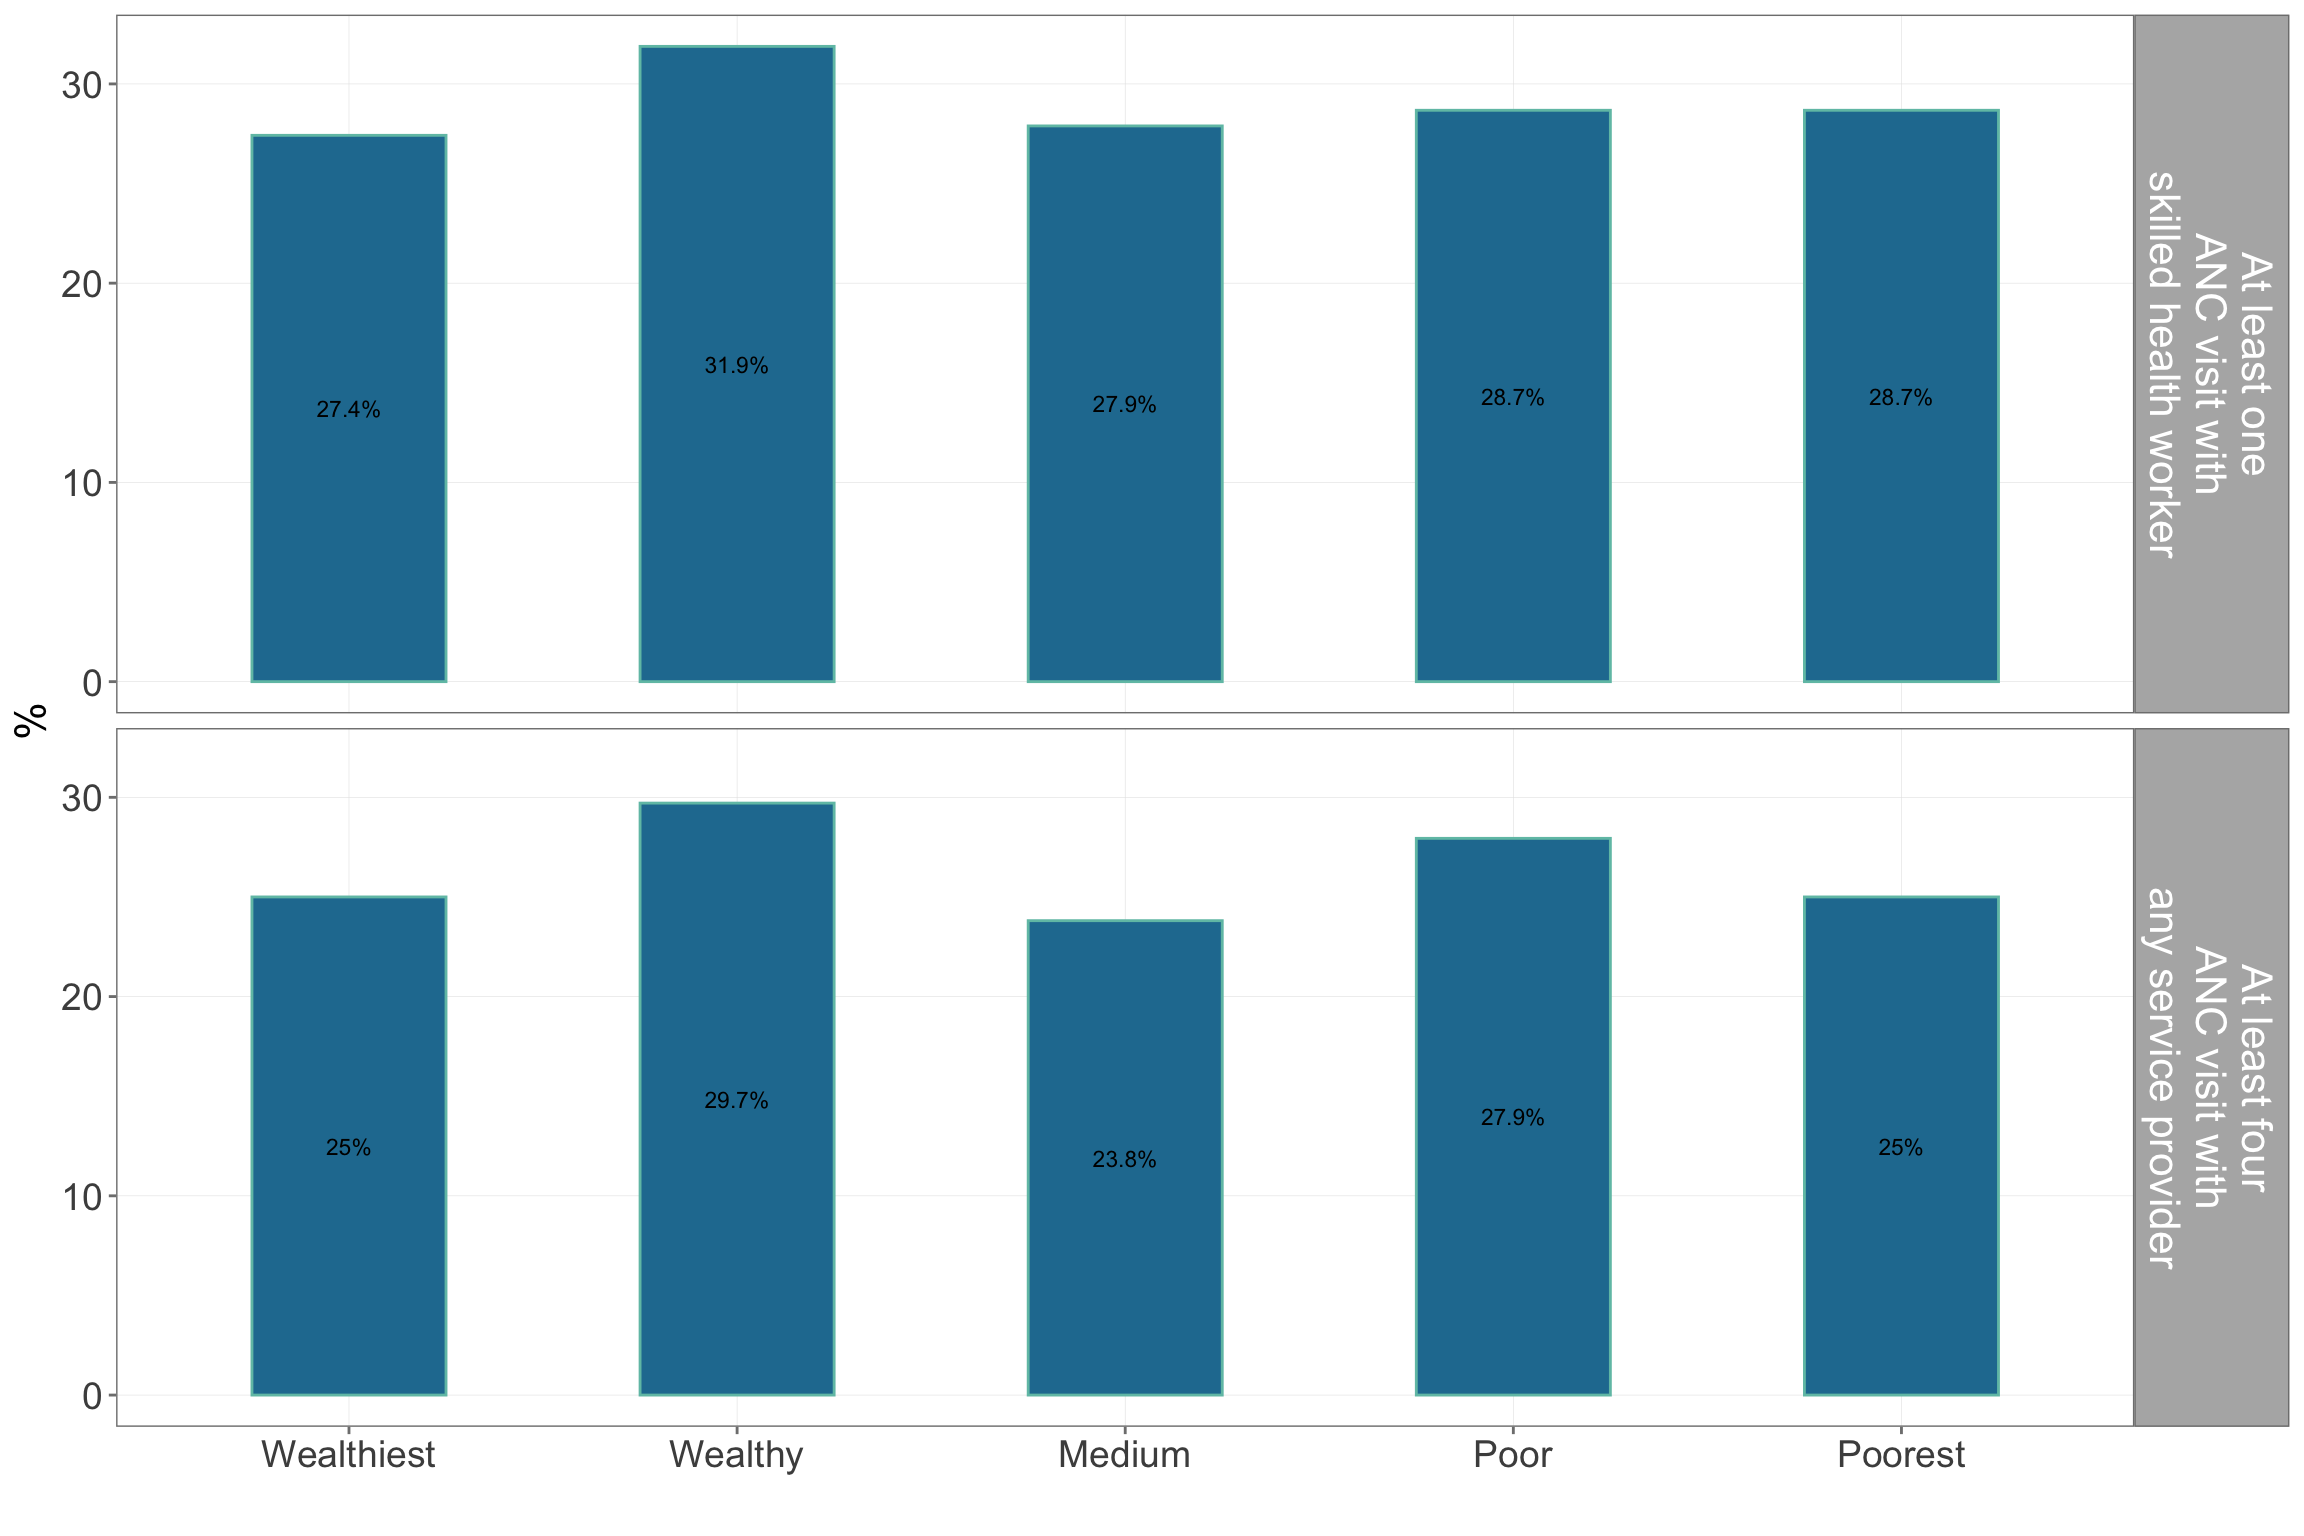 %
30
20
10
0
27.4%
31.9%
27.9%
28.7%
28.7%
At least one
ANC visit with
skilled health worker
30
20
10
0
25%
29.7%
23.8%
27.9%
25%
At least four
ANC visit with
any service provider
Wealthiest
Wealthy
Medium
Poor
Poorest